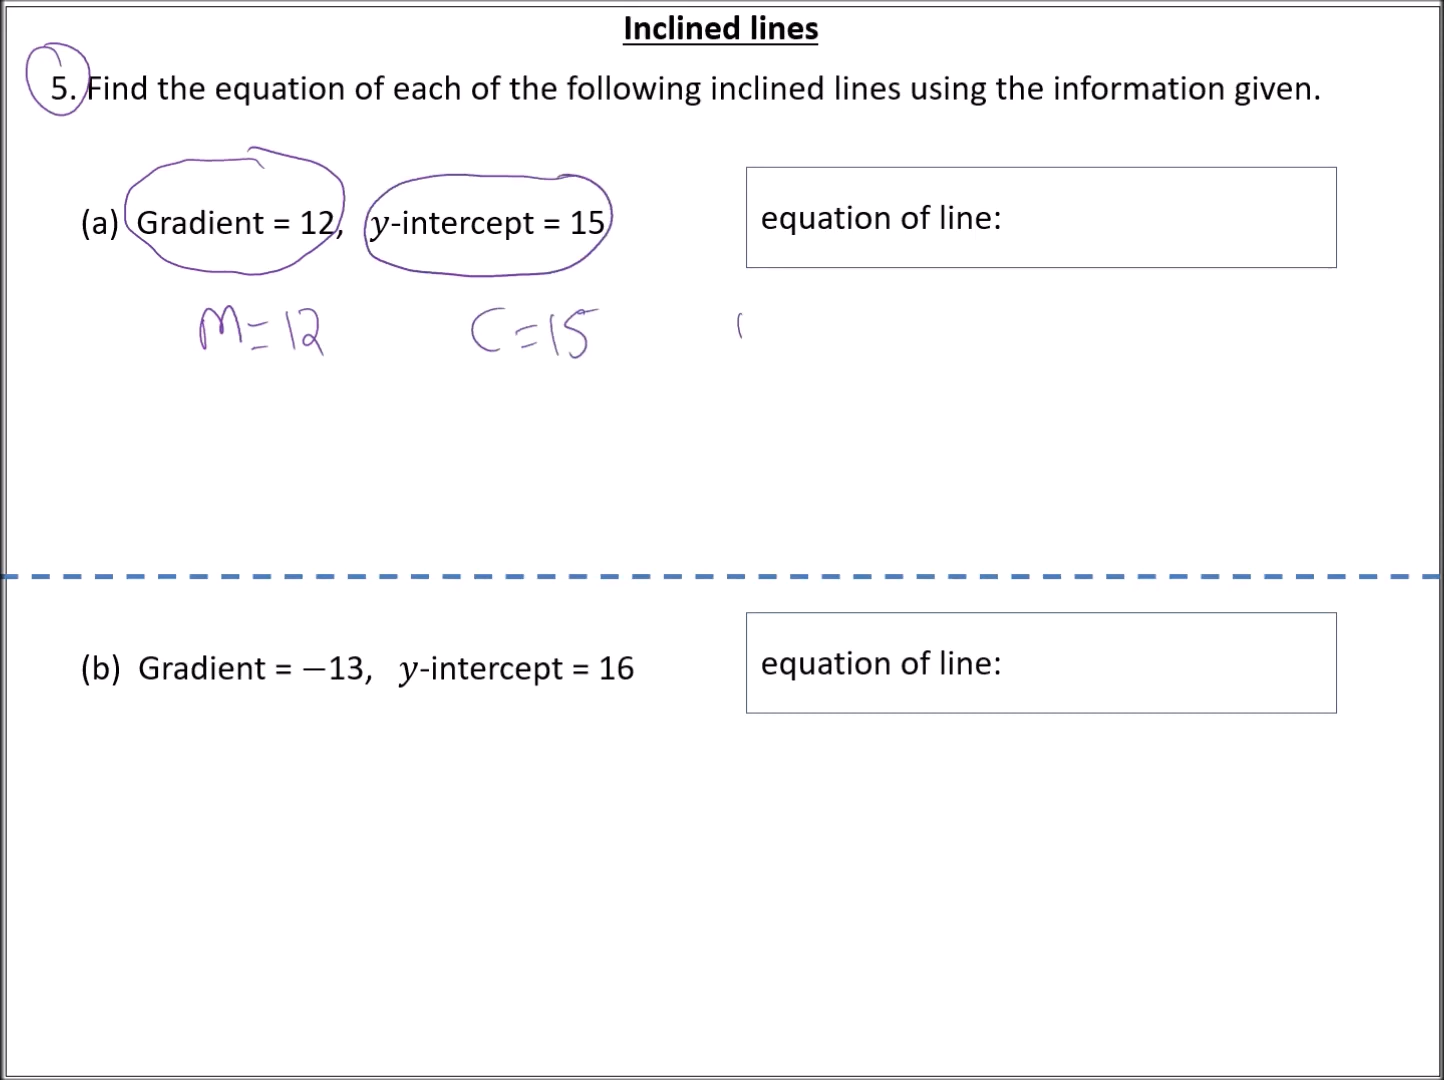 Inclined lines
5. Find the equation of each of the following inclined lines using the information given.
(a) Gradient = 12, y-intercept = 15
equation of line:
M = 12 C = 15
(b) Gradient = −13, y-intercept = 16
equation of line: